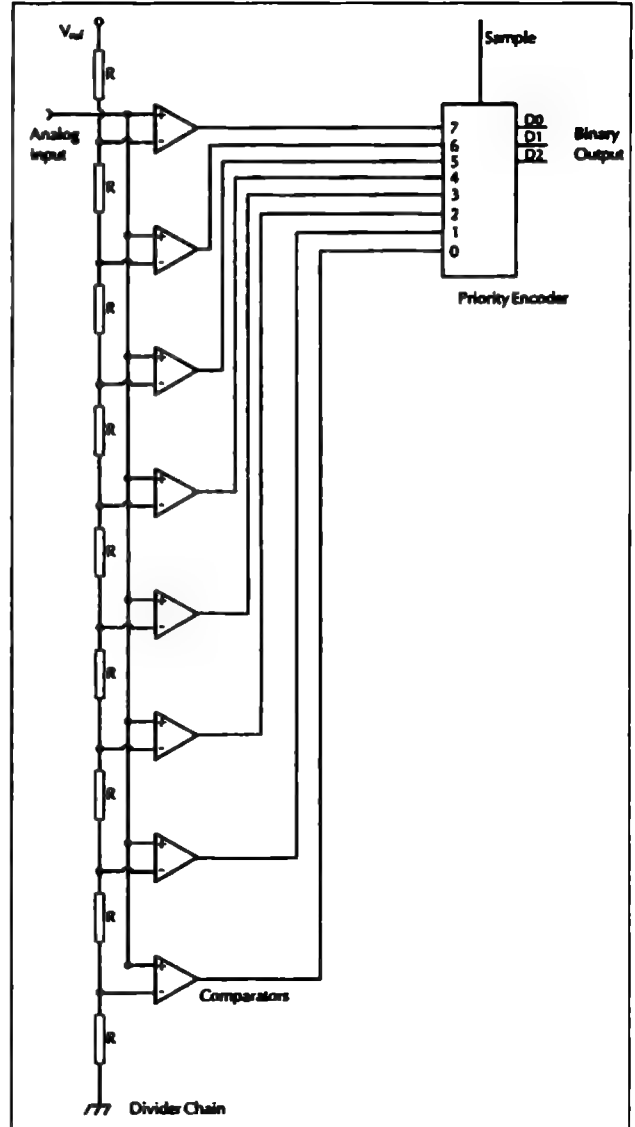 Vref
R
Sample
+
-
Analog
Input
7
D0
6
D1
Binary
5
D2
Output
4
3
2
1
0
Priority Encoder
R
+
-
R
+
-
R
+
-
R
+
-
R
+
-
R
+
-
R
+
-
Comparators
R
Divider Chain